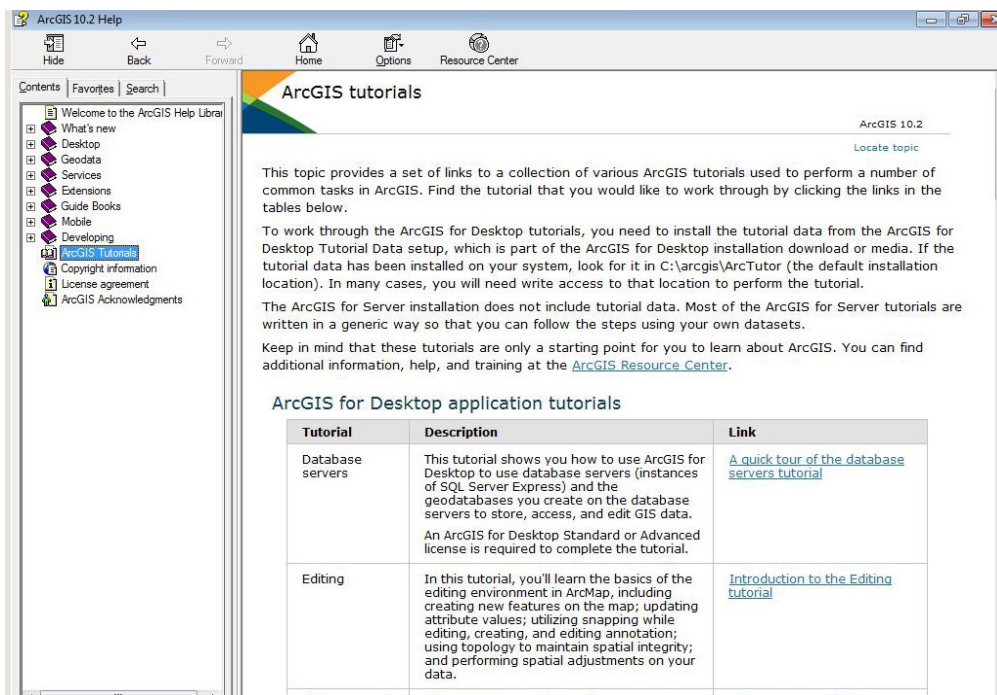 ArcGIS 10.2 Help
Hide Back Forward Home Options Resource Center
Contents Favorites Search
Welcome to the ArcGIS Help Librar
What's new
Desktop
Geodata
Services
Extensions
Guide Books
Mobile
Developing
ArcGIS Tutorials
Copyright information
License agreement
ArcGIS Acknowledgments
ArcGIS tutorials
ArcGIS 10.2
Locate topic
This topic provides a set of links to a collection of various ArcGIS tutorials used to perform a number of
common tasks in ArcGIS. Find the tutorial that you would like to work through by clicking the links in the
tables below.
To work through the ArcGIS for Desktop tutorials, you need to install the tutorial data from the ArcGIS for
Desktop Tutorial Data setup, which is part of the ArcGIS for Desktop installation download or media. If the
tutorial data has been installed on your system, look for it in C:\arcgis\ArcTutor (the default installation
location). In many cases, you will need write access to that location to perform the tutorial.
The ArcGIS for Server installation does not include tutorial data. Most of the ArcGIS for Server tutorials are
written in a generic way so that you can follow the steps using your own datasets.
Keep in mind that these tutorials are only a starting point for you to learn about ArcGIS. You can find
additional information, help, and training at the ArcGIS Resource Center.
ArcGIS for Desktop application tutorials
Tutorial Description Link
Database
servers
This tutorial shows you how to use ArcGIS for
Desktop to use database servers (instances
of SQL Server Express) and the
geodatabases you create on the database
servers to store, access, and edit GIS data.
An ArcGIS for Desktop Standard or Advanced
license is required to complete the tutorial.
A quick tour of the database
servers tutorial
Editing
In this tutorial, you'll learn the basics of the
editing environment in ArcMap, including
creating new features on the map; updating
attribute values; utilizing snapping while
editing, creating, and editing annotation;
using topology to maintain spatial integrity;
and performing spatial adjustments on your
data.
Introduction to the Editing
tutorial